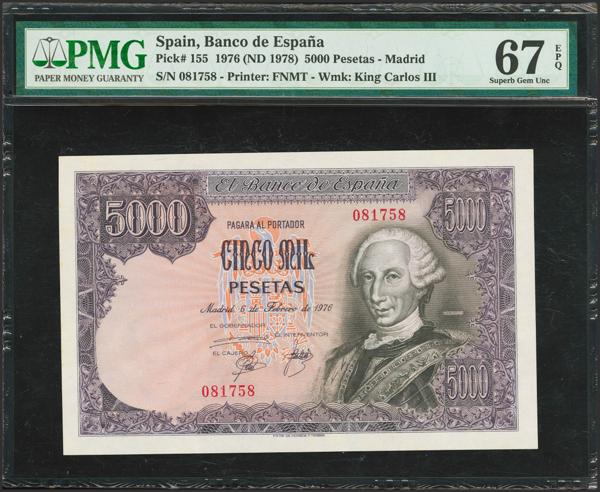 PMG
PAPER MONEY GUARANTY
Spain, Banco de España
Pick# 155 1976 (ND 1978) 5000 Pesetas - Madrid
S/N 081758 - Printer: FNMT - Wmk: King Carlos III
67
EPQ
Superb Gem Unc
El Banco de España
5000
5000
PAGARA AL PORTADOR
081758
CINCO MIL
PESETAS
Madrid 6 de Febrero de 1976
EL GOBERNADOR
EL INTERVENTOR
EL CAJERO
081758
5000